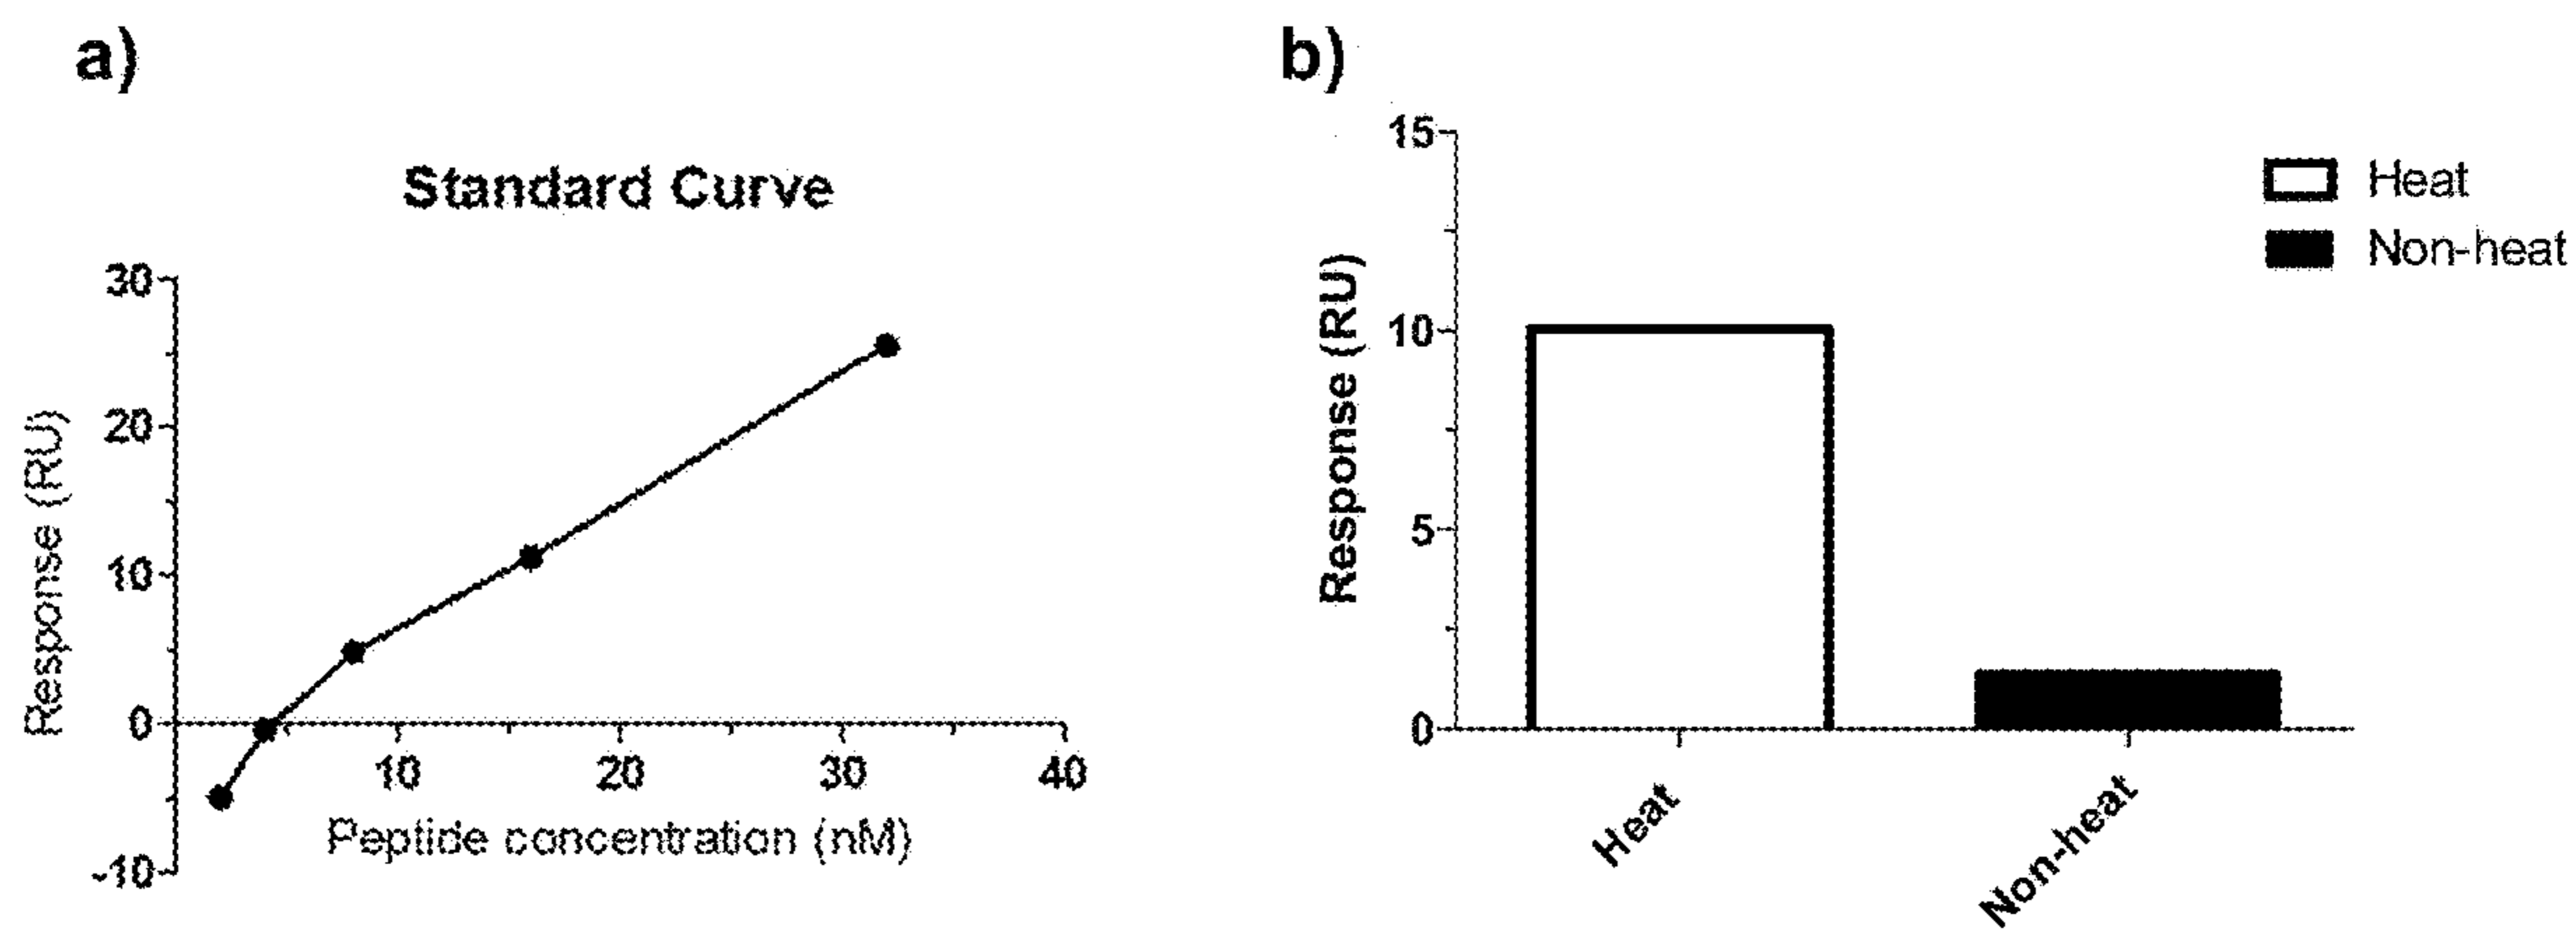 a)
Standard Curve
30
20
10
0
-10
Response (RU)
10 20 30 40
Peptide concentration (nM)
b)
15
10
5
0
Response (RU)
Heat
Non-heat
Heat
Non-heat